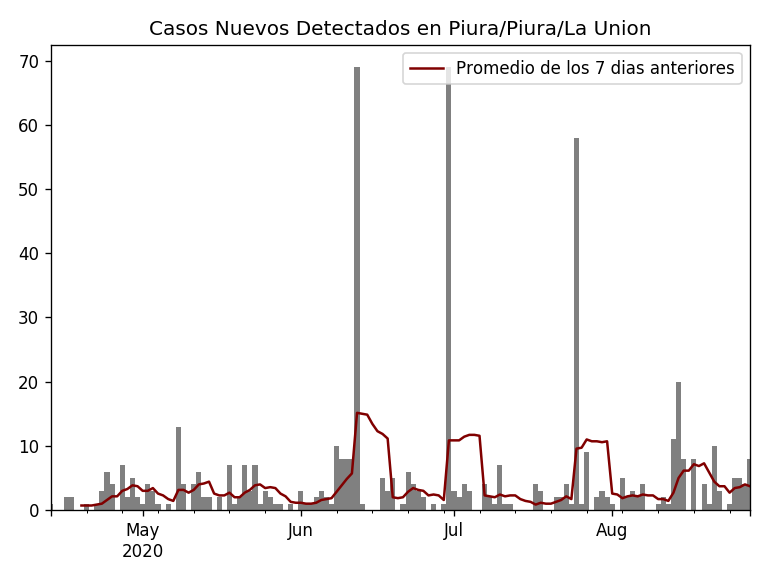 Casos Nuevos Detectados en Piura/Piura/La Union
Promedio de los 7 dias anteriores
70
60
50
40
30
20
10
0
May
2020
Jun
Jul
Aug